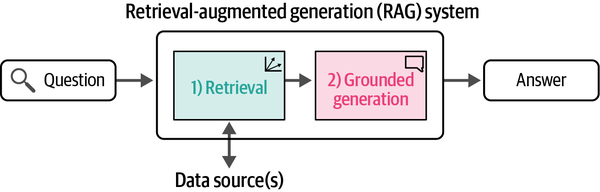 Retrieval-augmented generation (RAG) system
Question
1) Retrieval
2) Grounded
generation
Answer
Data source(s)